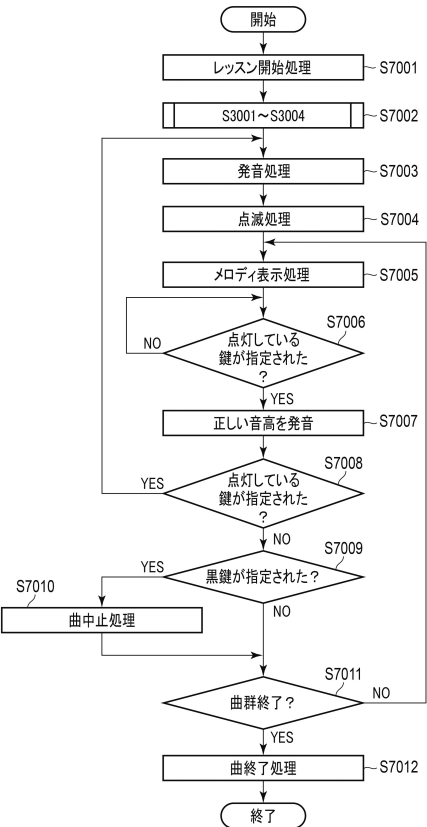 開始
レッスン開始処理
S7001
S3001～S3004
S7002
発音処理
S7003
点滅処理
S7004
メロディ表示処理
S7005
S7006
点灯している
鍵が指定された
？
NO
YES
正しい音高を発音
S7007
S7008
点灯している
鍵が指定された
？
YES
NO
S7009
黒鍵が指定された？
YES
NO
S7010
曲中止処理
S7011
曲群終了？
NO
YES
曲終了処理
S7012
終了